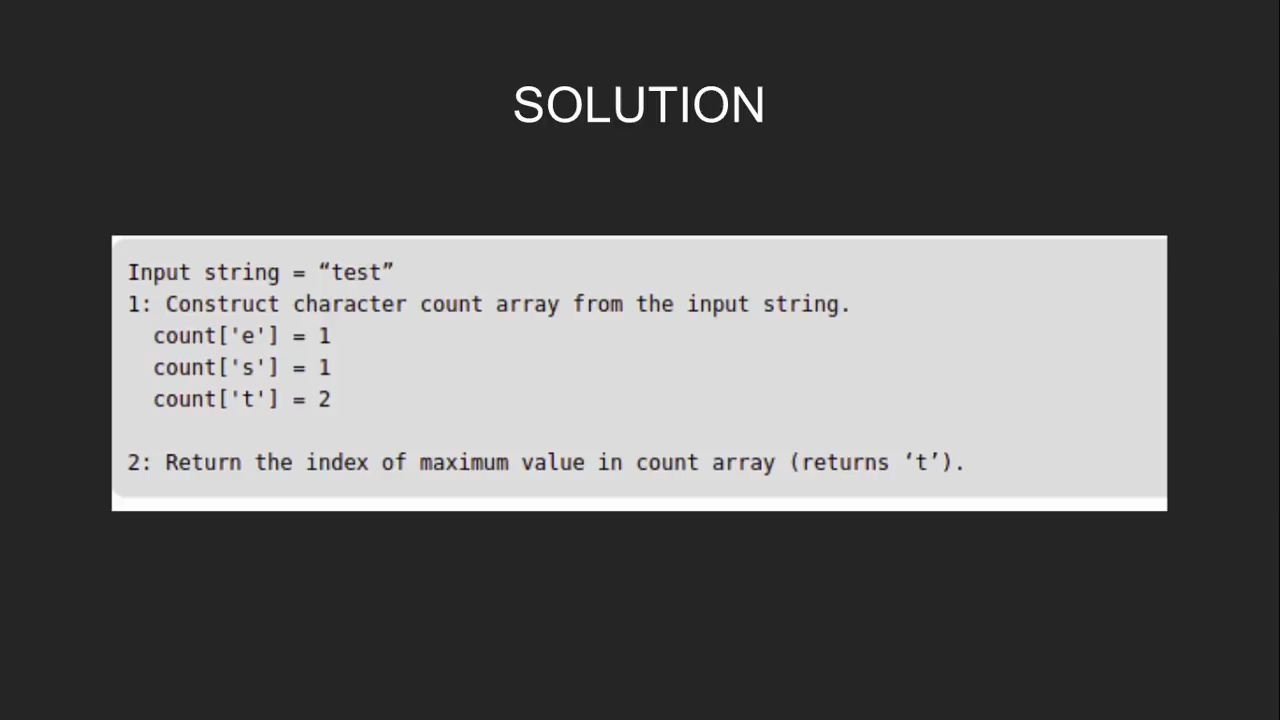 SOLUTION
Input string = “test”
1: Construct character count array from the input string.
count['e'] = 1
count['s'] = 1
count['t'] = 2
2: Return the index of maximum value in count array (returns ‘t’).